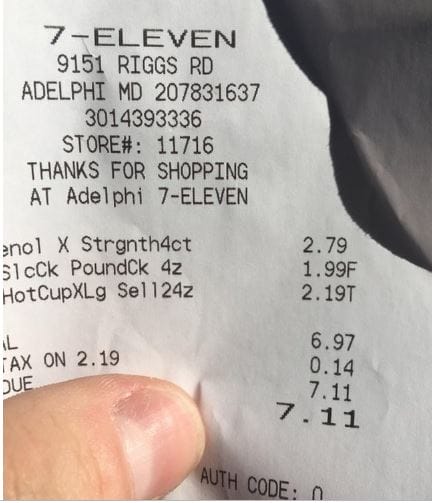 7-ELEVEN
9151 RIGGS RD
ADELPHI MD 207831637
3014393336
STORE#: 11716
THANKS FOR SHOPPING
AT Adelphi 7-ELEVEN
enol X Strgnth4ct 2.79
SlcCk PoundCk 4z 1.99F
HotCupXLg Sell24z 2.19T
AL 6.97
TAX ON 2.19 0.14
DUE 7.11
7.11
AUTH CODE: